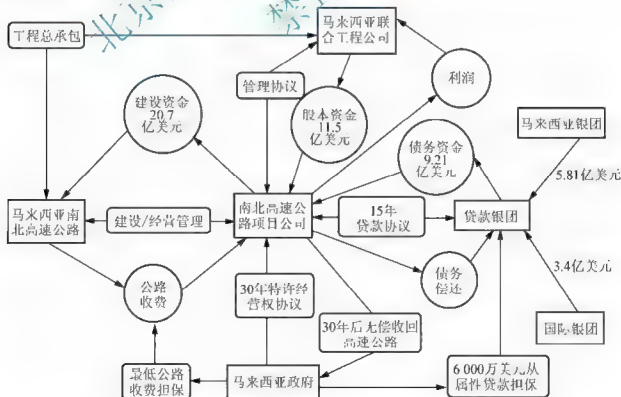 北京
工程总承包
马来西亚联
合工程公司
管理协议
利润
建设资金
20.7
亿美元
股本资金
11.5
亿美元
债务资金
9.21
亿美元
马来西亚银团
5.81亿美元
马来西亚南
北高速公路
建设/经营管理
南北高速公
路项目公司
15年
贷款协议
贷款银团
公路
收费
30年特许经
营权协议
30年后无偿收回
高速公路
债务
偿还
3.4亿美元
国际银团
最低公路
收费担保
马来西亚政府
6 000万美元从
属性贷款担保